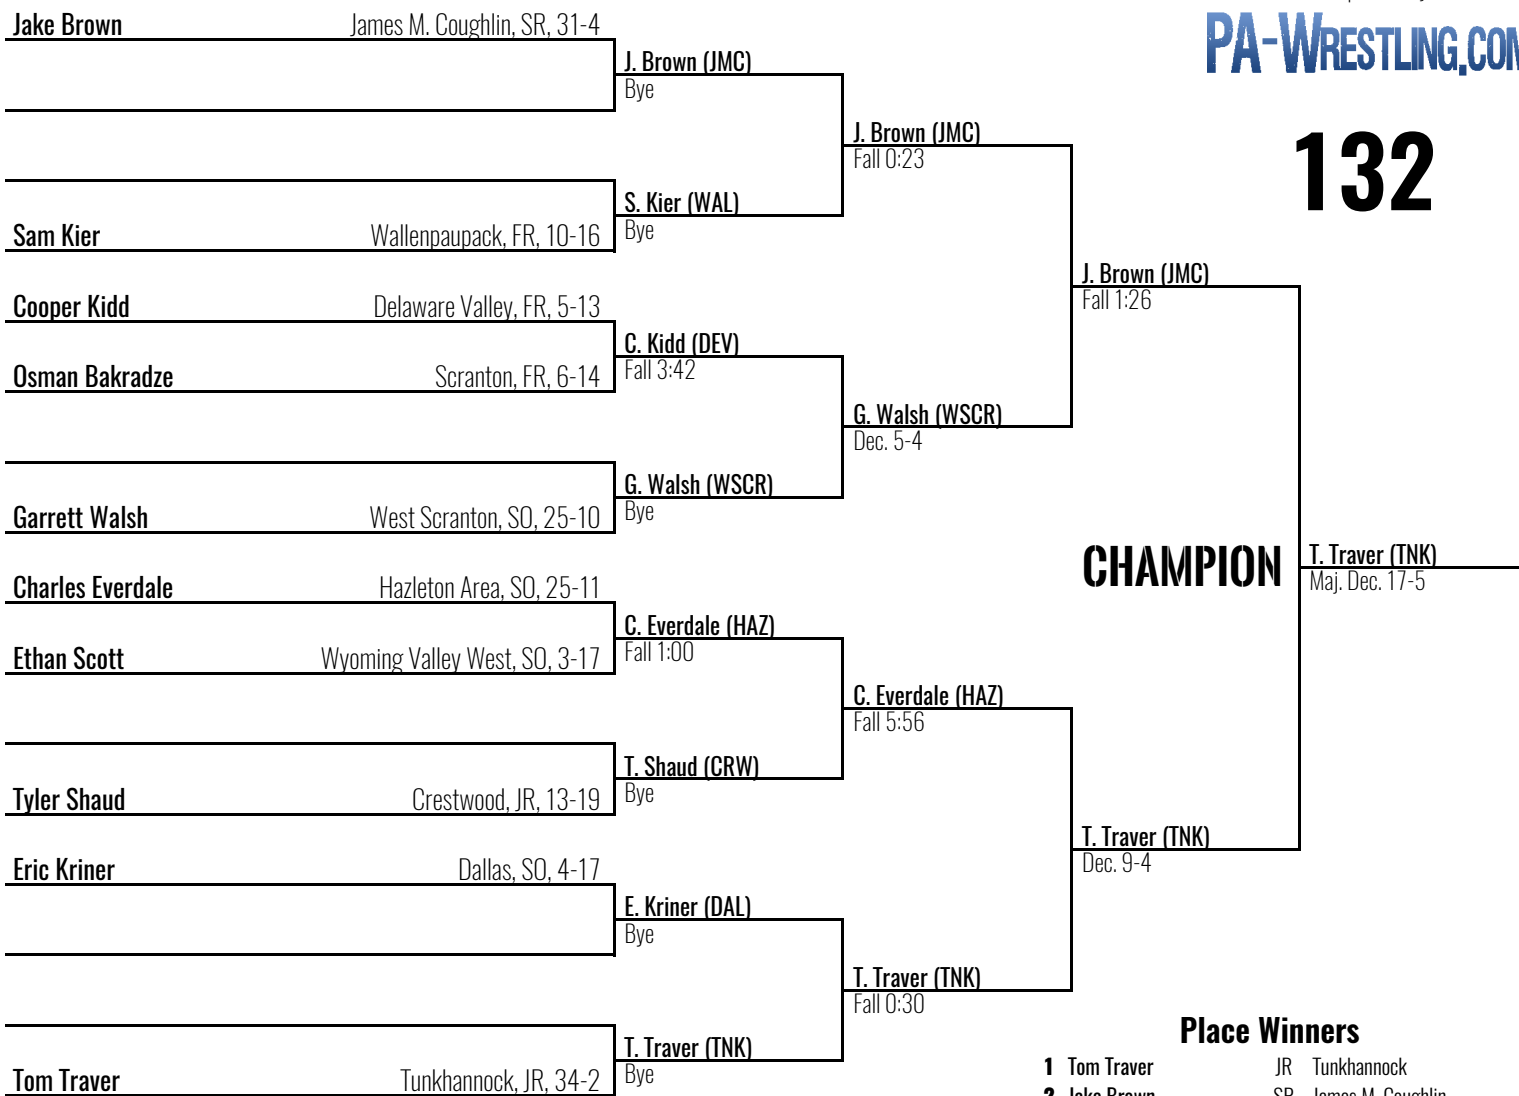 Jake Brown James M. Coughlin, SR, 31-4
PA-WRESTLING.COM
J. Brown (JMC)
Bye
J. Brown (JMC)
Fall 0:23
132
S. Kier (WAL)
Bye
Sam Kier Wallenpaupack, FR, 10-16
J. Brown (JMC)
Fall 1:26
Cooper Kidd Delaware Valley, FR, 5-13
C. Kidd (DEV)
Fall 3:42
Osman Bakradze Scranton, FR, 6-14
G. Walsh (WSCR)
Dec. 5-4
G. Walsh (WSCR)
Bye
Garrett Walsh West Scranton, SO, 25-10
CHAMPION
T. Traver (TNK)
Maj. Dec. 17-5
Charles Everdale Hazleton Area, SO, 25-11
C. Everdale (HAZ)
Fall 1:00
Ethan Scott Wyoming Valley West, SO, 3-17
C. Everdale (HAZ)
Fall 5:56
T. Shaud (CRW)
Bye
Tyler Shaud Crestwood, JR, 13-19
T. Traver (TNK)
Dec. 9-4
Eric Kriner Dallas, SO, 4-17
E. Kriner (DAL)
Bye
T. Traver (TNK)
Fall 0:30
Place Winners
T. Traver (TNK)
Bye
1 Tom Traver JR Tunkhannock
Tom Traver Tunkhannock, JR, 34-2
2 Jake Brown SR James M. Coughlin